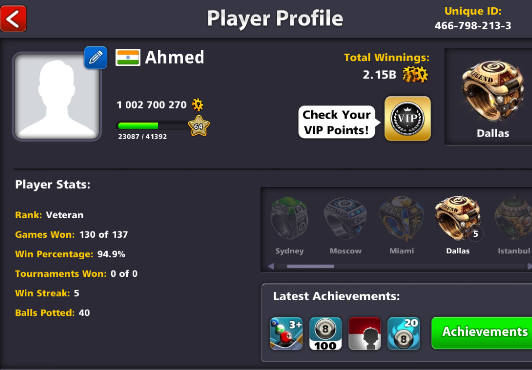 Player Profile
Unique ID:
466-798-213-3
Ahmed
Total Winnings:
2.15B
1 002 700 270
23087 / 41392
Check Your
VIP Points!
VIP
LEGEND
Dallas
Player Stats:
Rank: Veteran
Games Won: 130 of 137
Win Percentage: 94.9%
Tournaments Won: 0 of 0
Win Streak: 5
Balls Potted: 40
5
Sydney
Moscow
Miami
Dallas
Istanbul
Latest Achievements:
3+
8
100
8
20
Achievements